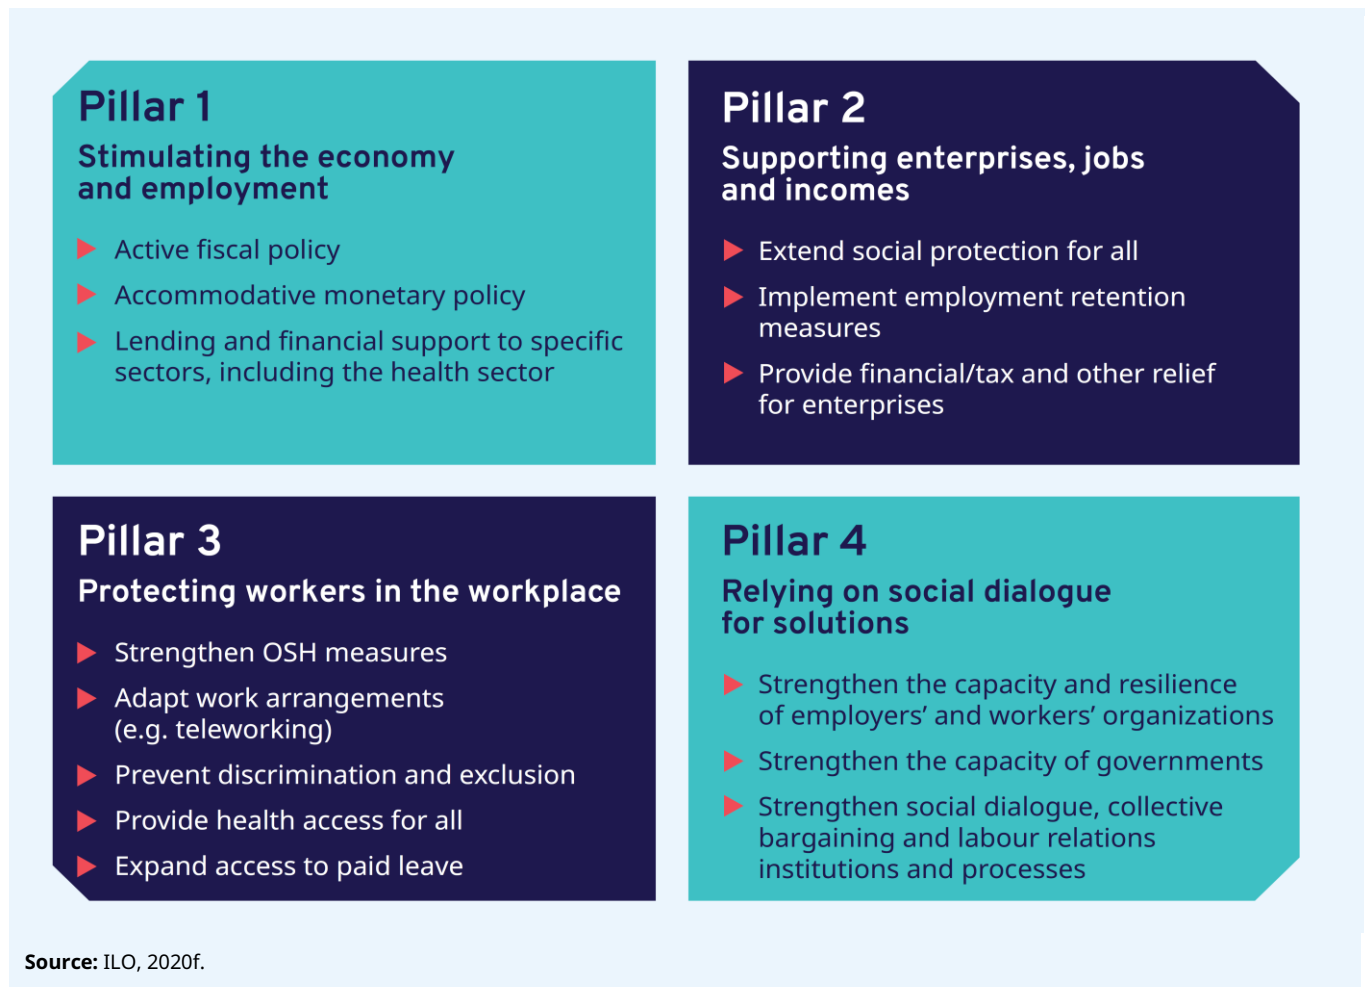 Pillar 1
Stimulating the economy
and employment
Active fiscal policy
Accommodative monetary policy
Lending and financial support to specific
sectors, including the health sector
Pillar 2
Supporting enterprises, jobs
and incomes
Extend social protection for all
Implement employment retention
measures
Provide financial/tax and other relief
for enterprises
Pillar 3
Protecting workers in the workplace
Strengthen OSH measures
Adapt work arrangements
(e.g. teleworking)
Prevent discrimination and exclusion
Provide health access for all
Expand access to paid leave
Pillar 4
Relying on social dialogue
for solutions
Strengthen the capacity and resilience
of employers’ and workers’ organizations
Strengthen the capacity of governments
Strengthen social dialogue, collective
bargaining and labour relations
institutions and processes
Source: ILO, 2020f.